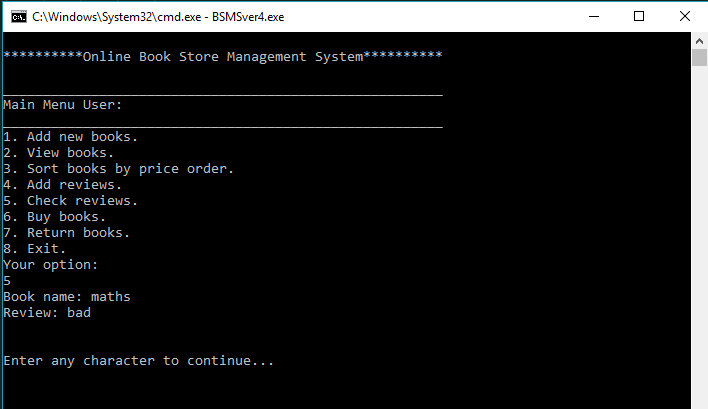 C:\Windows\System32\cmd.exe - BSMSver4.exe
**********Online Book Store Management System**********
_______________________________________________________
Main Menu User:
_______________________________________________________
1. Add new books.
2. View books.
3. Sort books by price order.
4. Add reviews.
5. Check reviews.
6. Buy books.
7. Return books.
8. Exit.
Your option:
5
Book name: maths
Review: bad
Enter any character to continue...